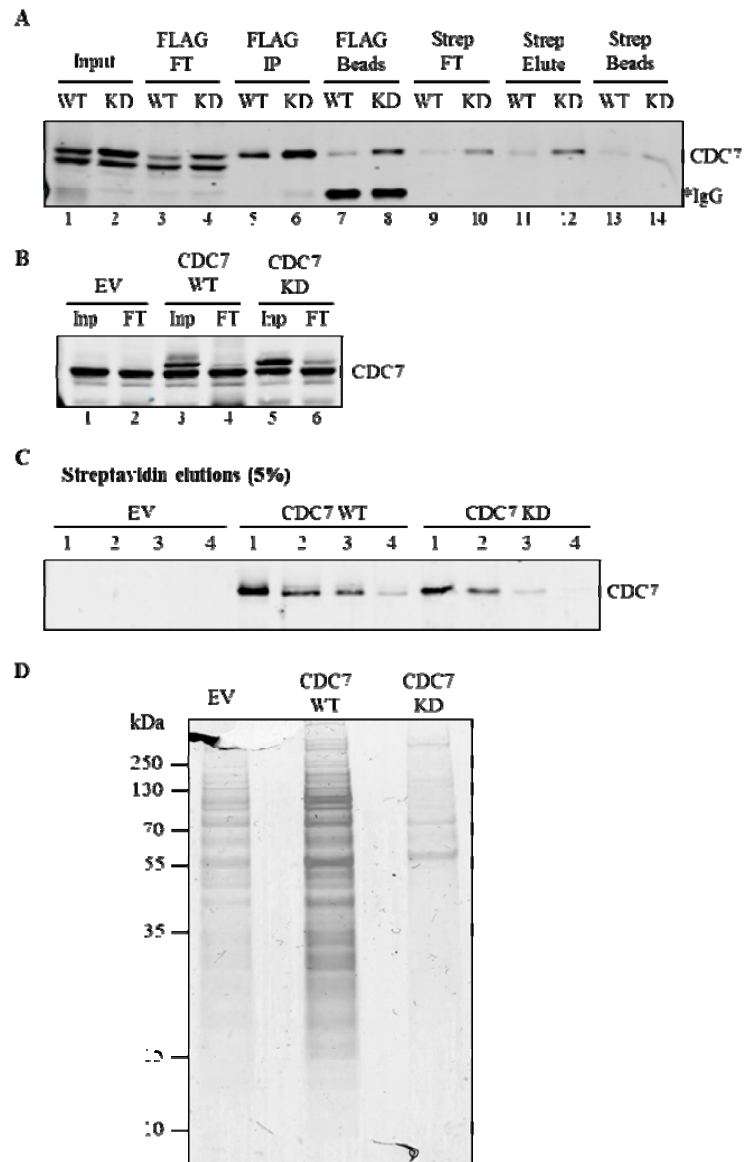 A
Input FLAG FT FLAG IP FLAG Beads Strep FT Strep Elute Strep Beads
WT KD WT KD WT KD WT KD WT KD WT KD WT KD
CDC7
*IgG
1 2 3 4 5 6 7 8 9 10 11 12 13 14
B
EV CDC7 WT CDC7 KD
Inp FT Inp FT Inp FT
CDC7
1 2 3 4 5 6
C
Streptavidin elutions (5%)
EV CDC7 WT CDC7 KD
1 2 3 4 1 2 3 4 1 2 3 4
CDC7
D
EV CDC7 WT CDC7 KD
kDa
250
130
70
55
35